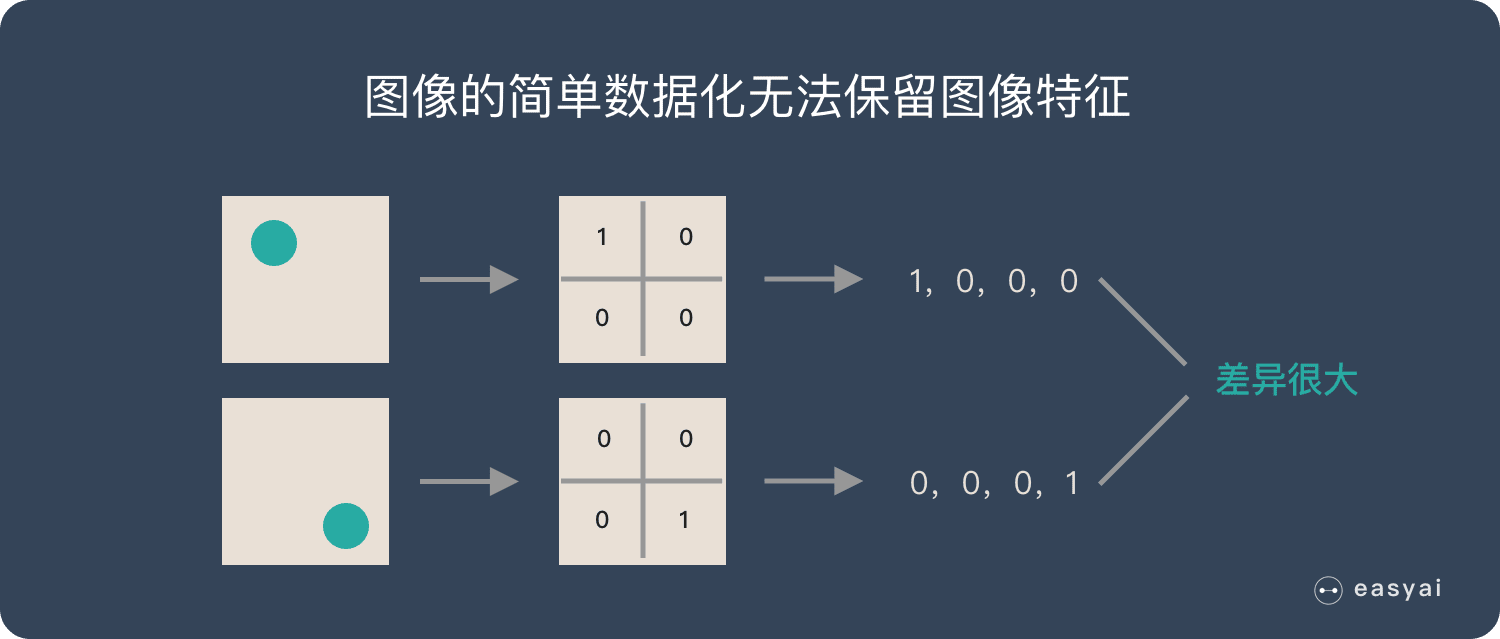 图像的简单数据化无法保留图像特征
1 0
0 0
1, 0, 0, 0
差异很大
0 0
0 1
0, 0, 0, 1
easyai